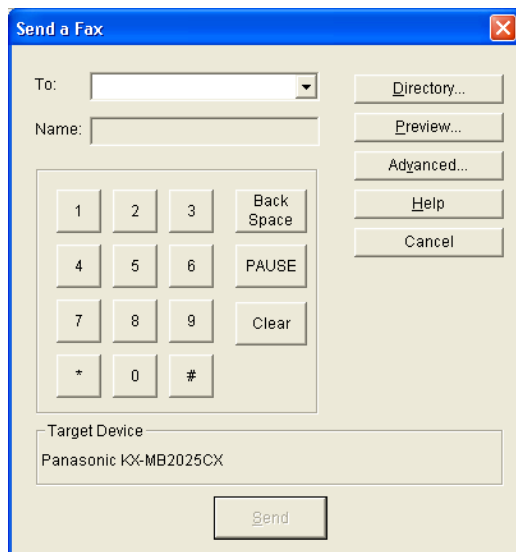 Send a Fax
To:
Directory...
Name:
Preview...
Advanced...
Help
Cancel
1 2 3 Back Space
4 5 6 PAUSE
7 8 9 Clear
* 0 #
Target Device
Panasonic KX-MB2025CX
Send